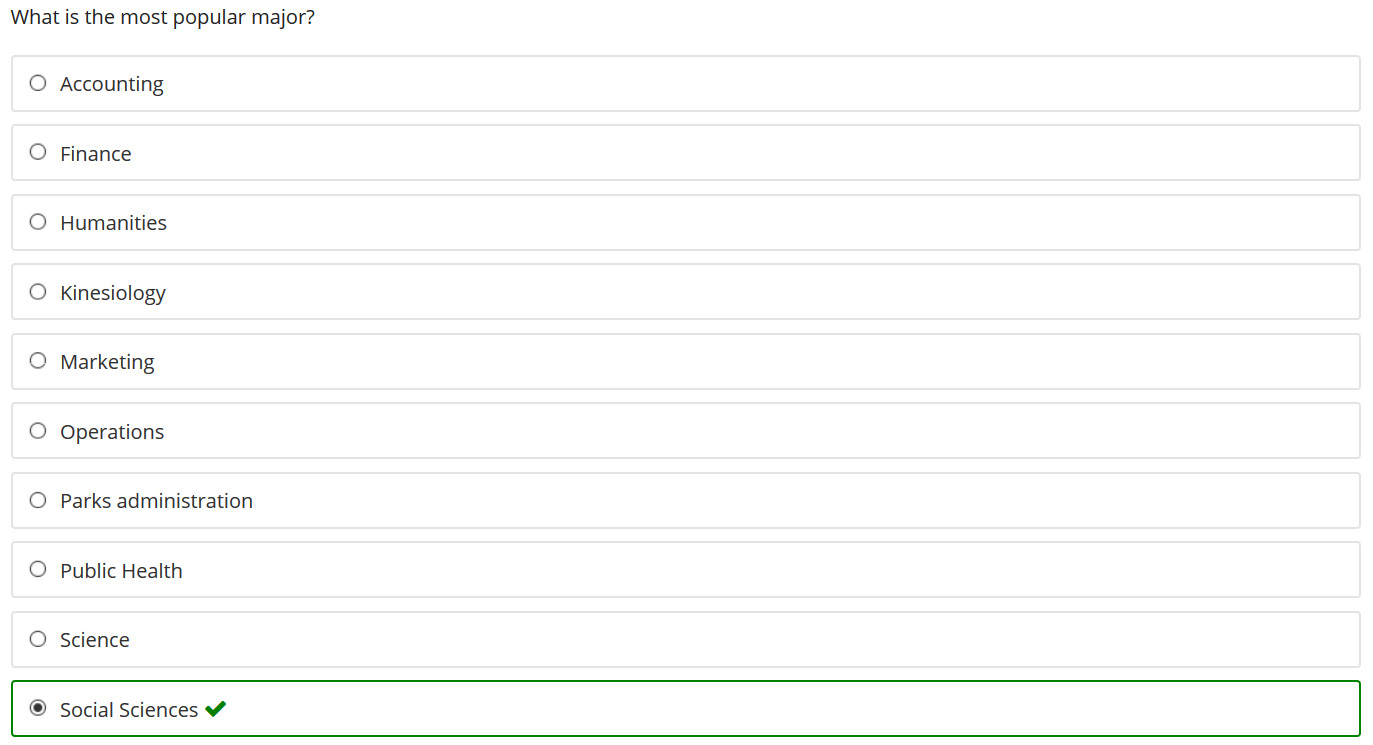 What is the most popular major?
Accounting
Finance
Humanities
Kinesiology
Marketing
Operations
Parks administration
Public Health
Science
Social Sciences